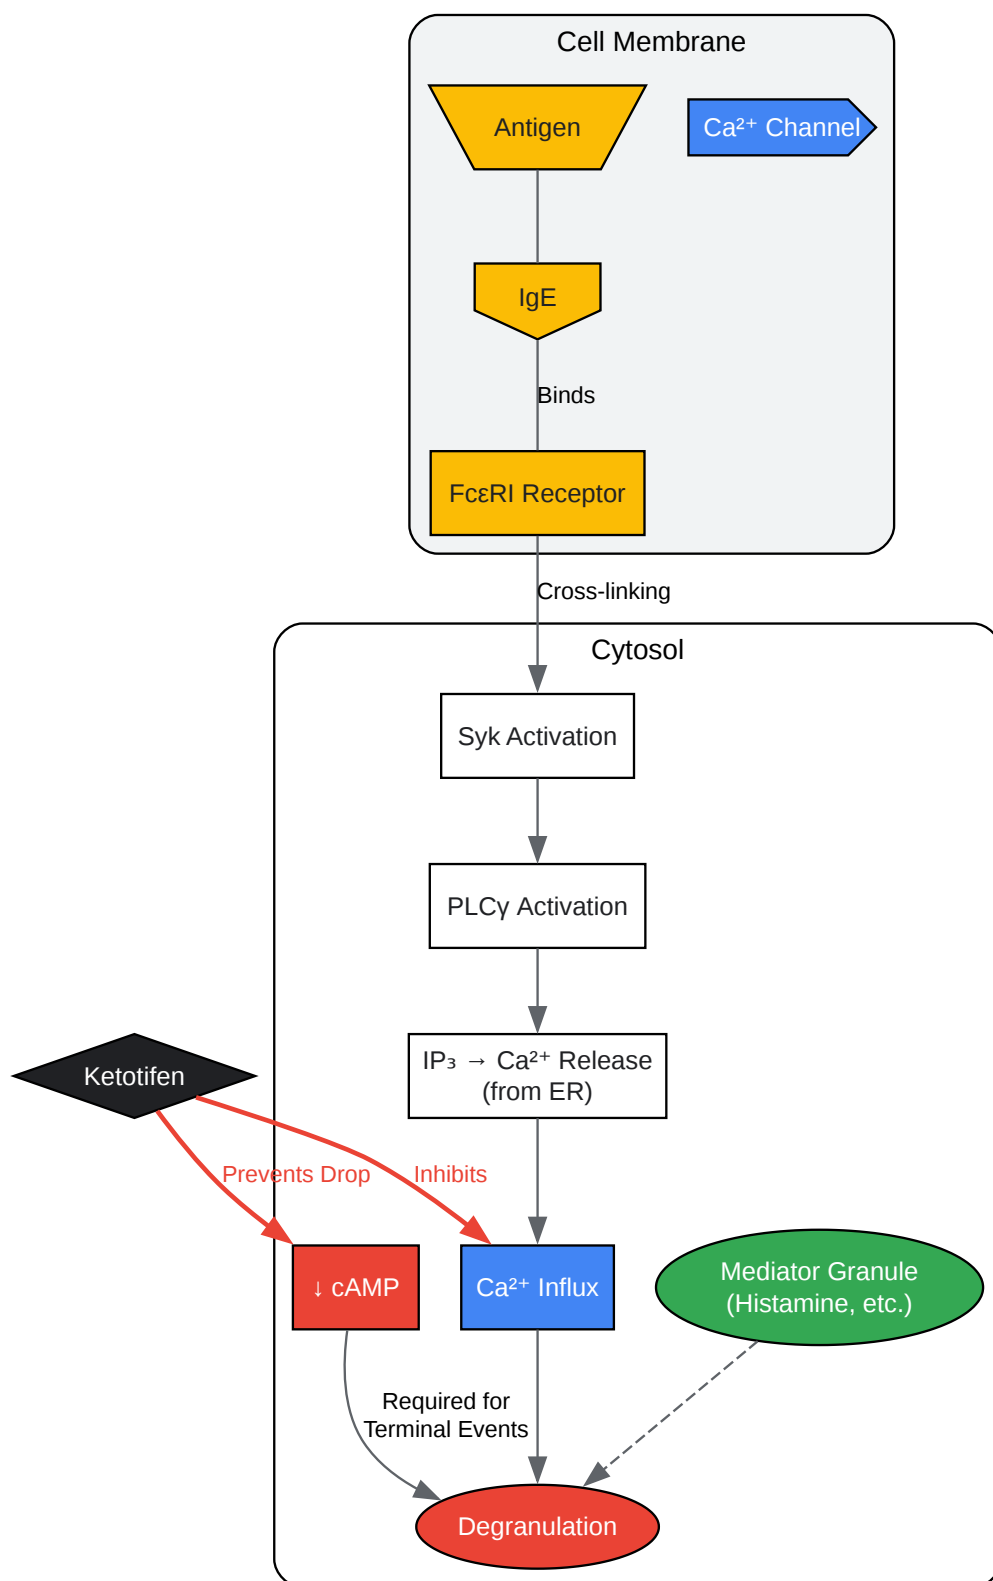 Cell Membrane
Antigen
Ca²⁺ Channel
IgE
Binds
FcεRI Receptor
Cross-linking
Cytosol
Syk Activation
PLCγ Activation
IP₃ → Ca²⁺ Release
(from ER)
Ketotifen
Prevents Drop
Inhibits
↓ cAMP
Ca²⁺ Influx
Mediator Granule
(Histamine, etc.)
Required for
Terminal Events
Degranulation